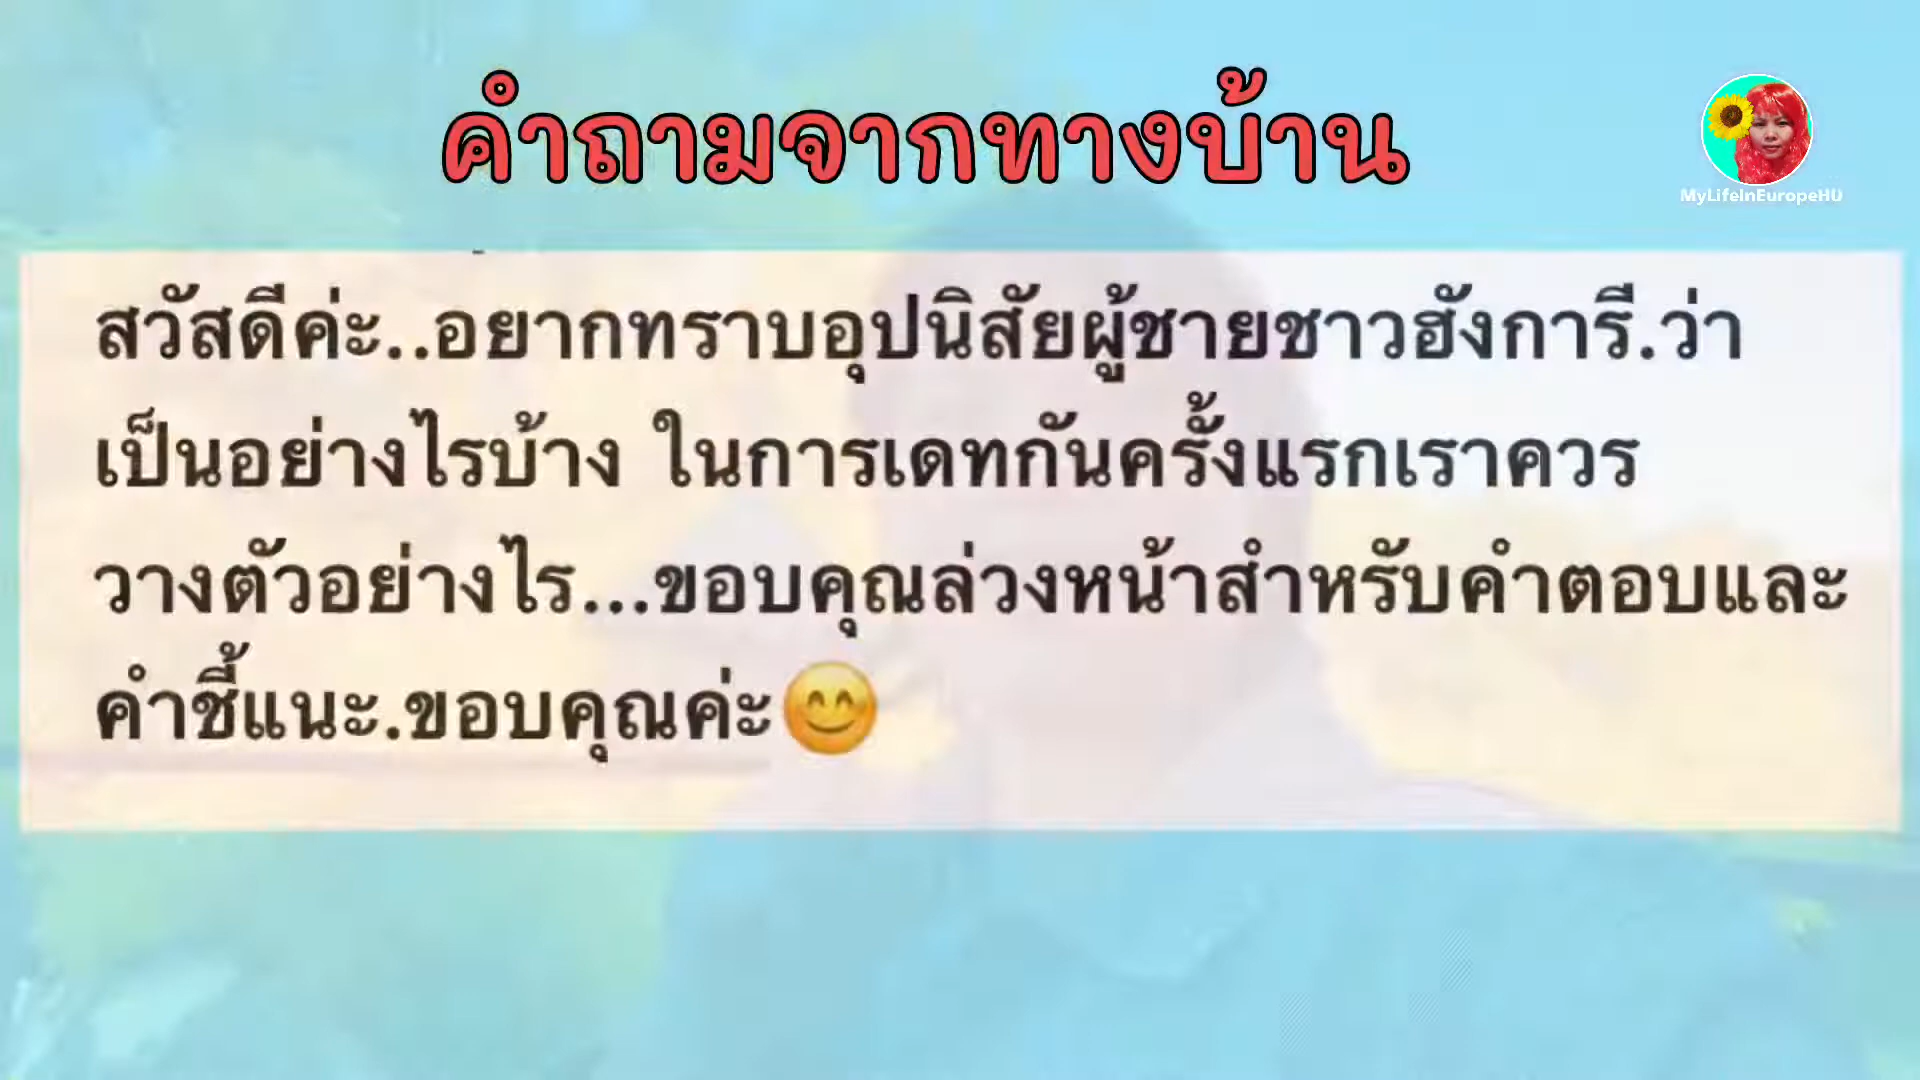 คำถามจากทางบ้าน
MyLifeInEuropeHU
สวัสดีค่ะ..อยากทราบอุปนิสัยผู้ชายชาวฮังการี.ว่า
เป็นอย่างไรบ้าง ในการเดทกันครั้งแรกเราควร
วางตัวอย่างไร...ขอบคุณล่วงหน้าสำหรับคำตอบและ
คำชี้แนะ.ขอบคุณค่ะ😊